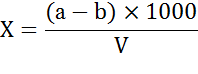 X = (a − b) × 1000 / V